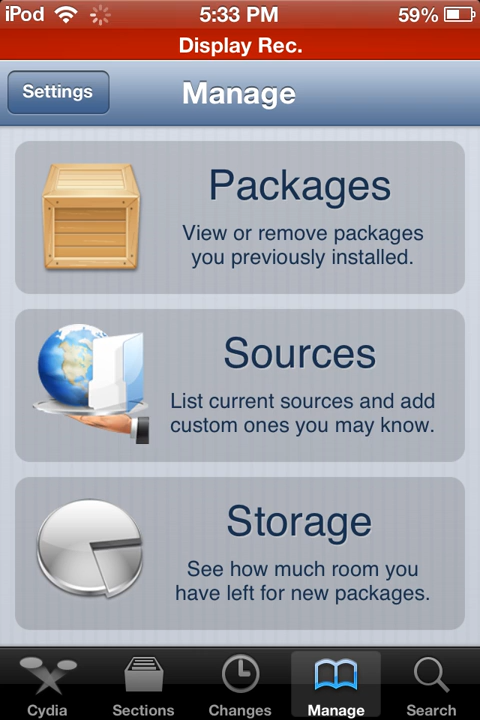 iPod 5:33 PM 59%
Display Rec.
Settings Manage
Packages
View or remove packages
you previously installed.
Sources
List current sources and add
custom ones you may know.
Storage
See how much room you
have left for new packages.
Cydia Sections Changes Manage Search